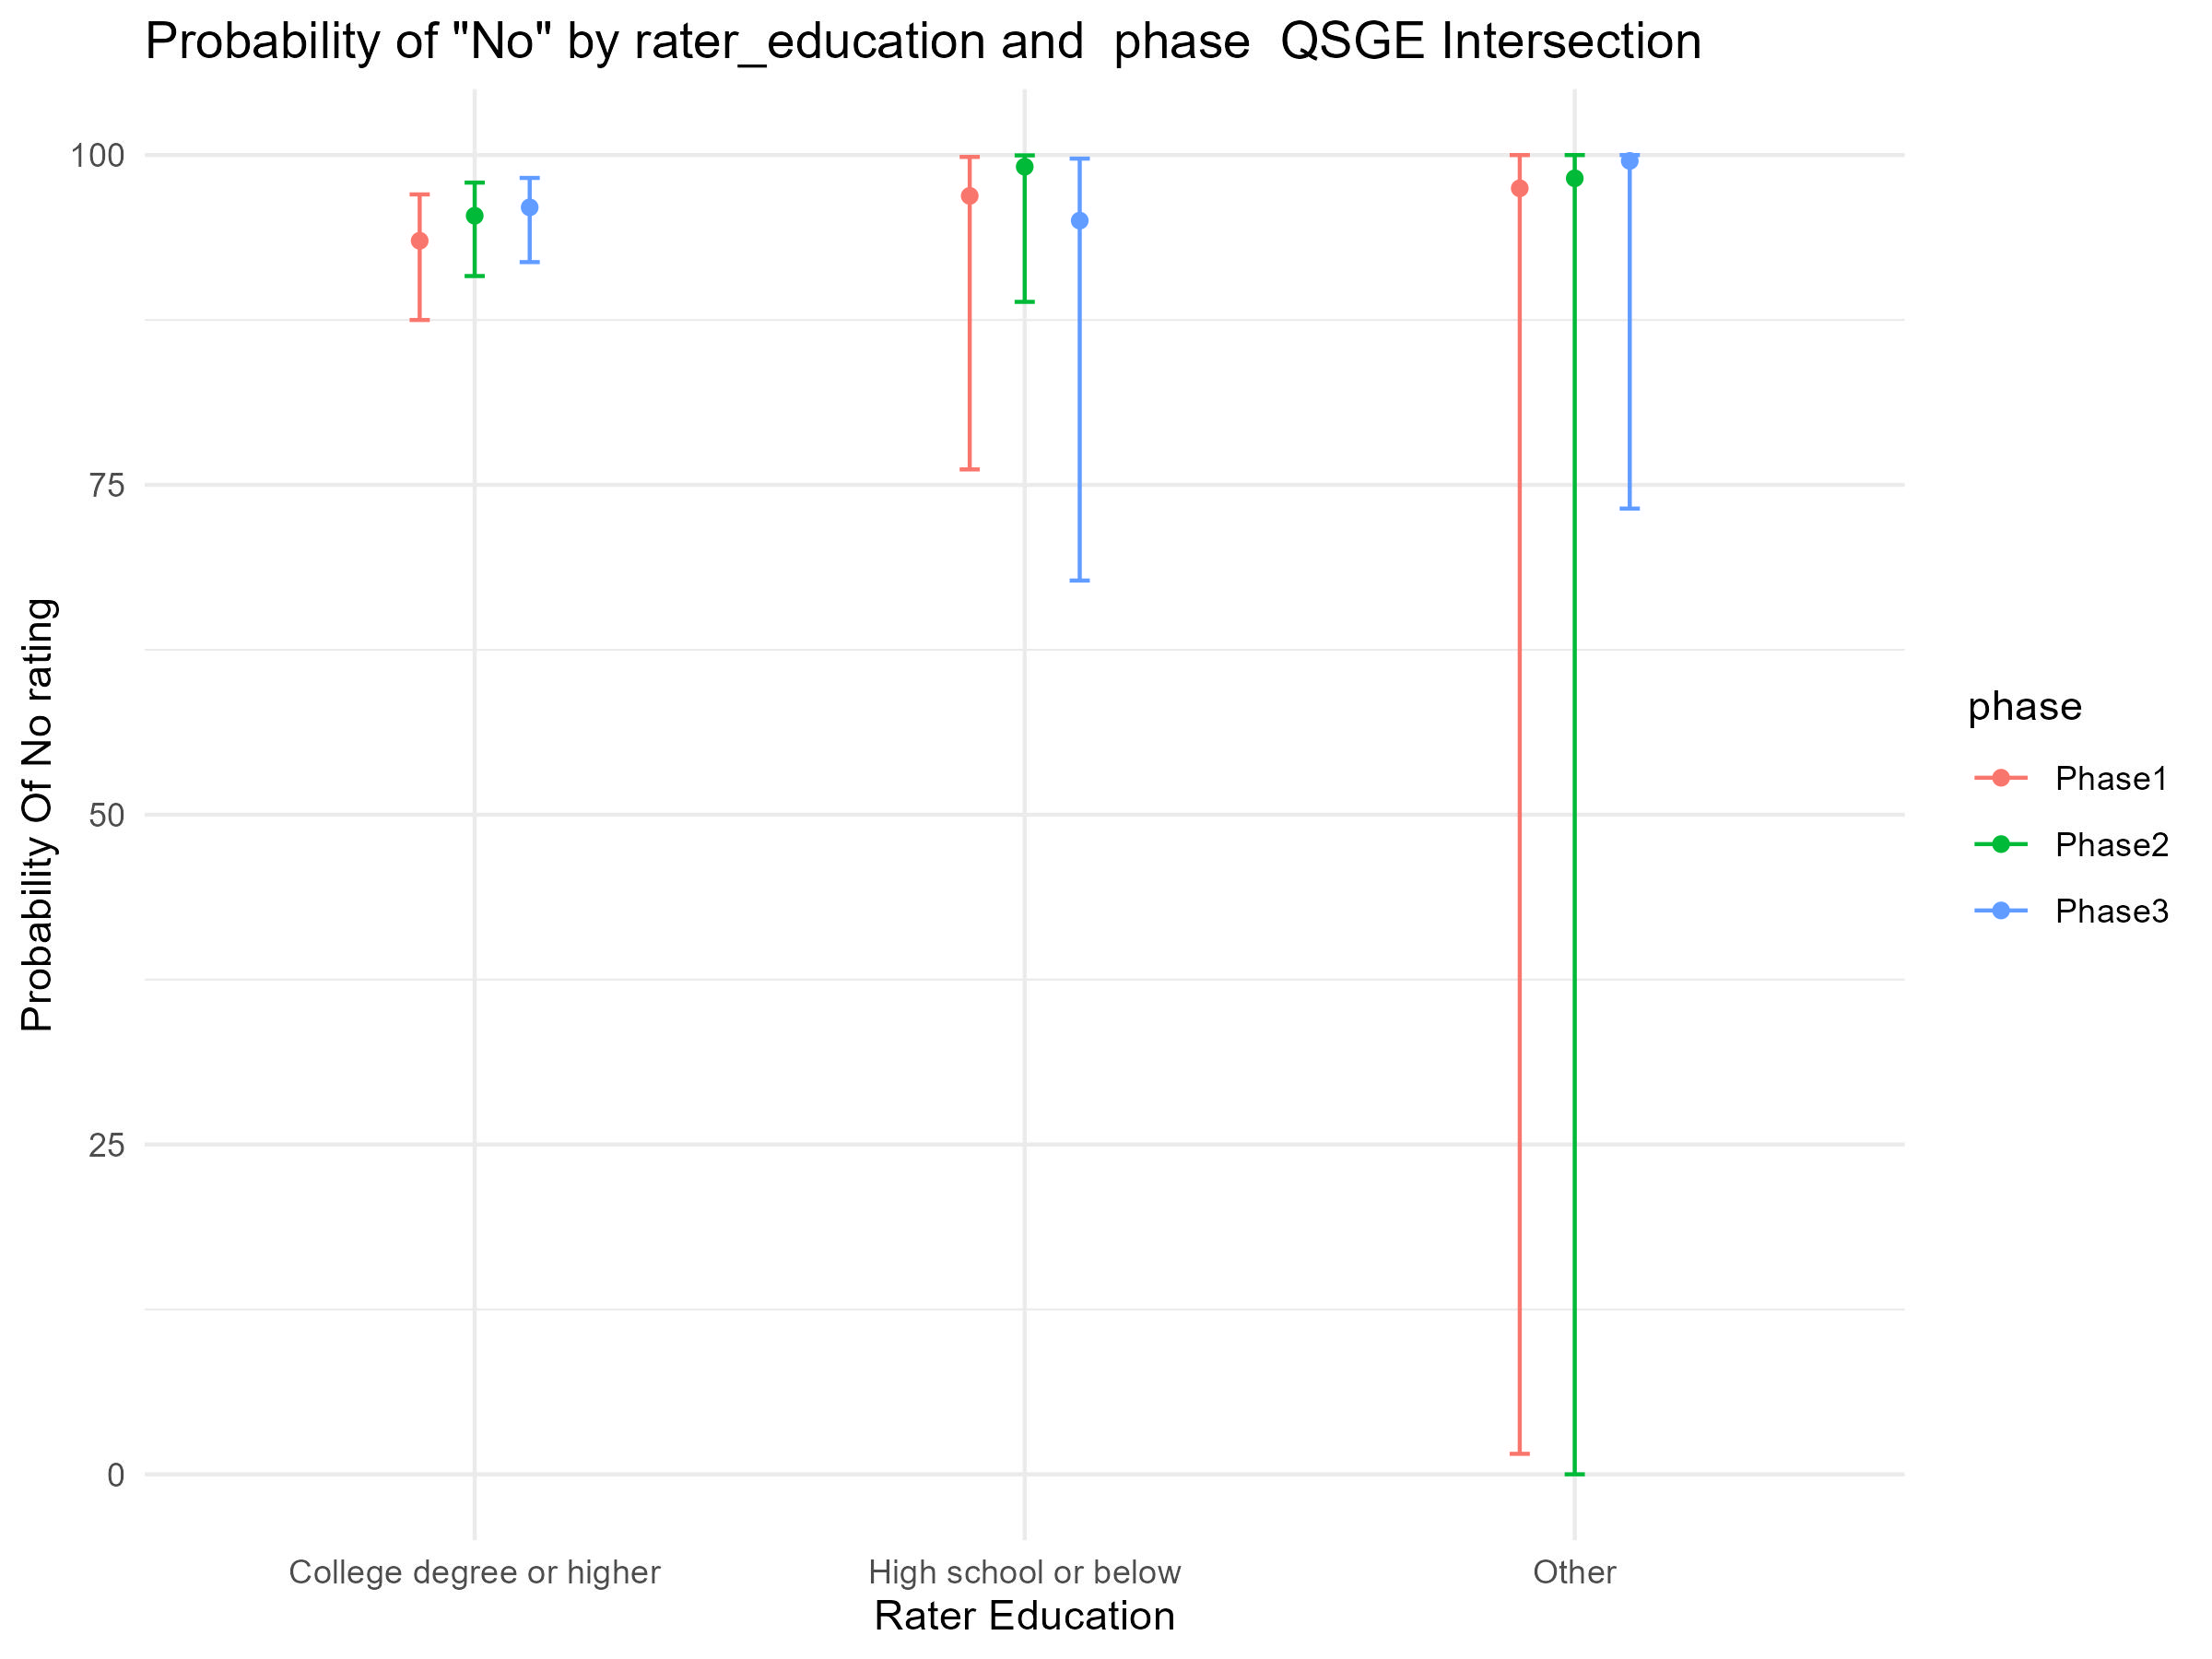 Probability of "No" by rater_education and  phase  QSGE Intersection
100
75
50
25
0
Probability Of No rating
College degree or higher
High school or below
Other
Rater Education
phase
Phase1
Phase2
Phase3